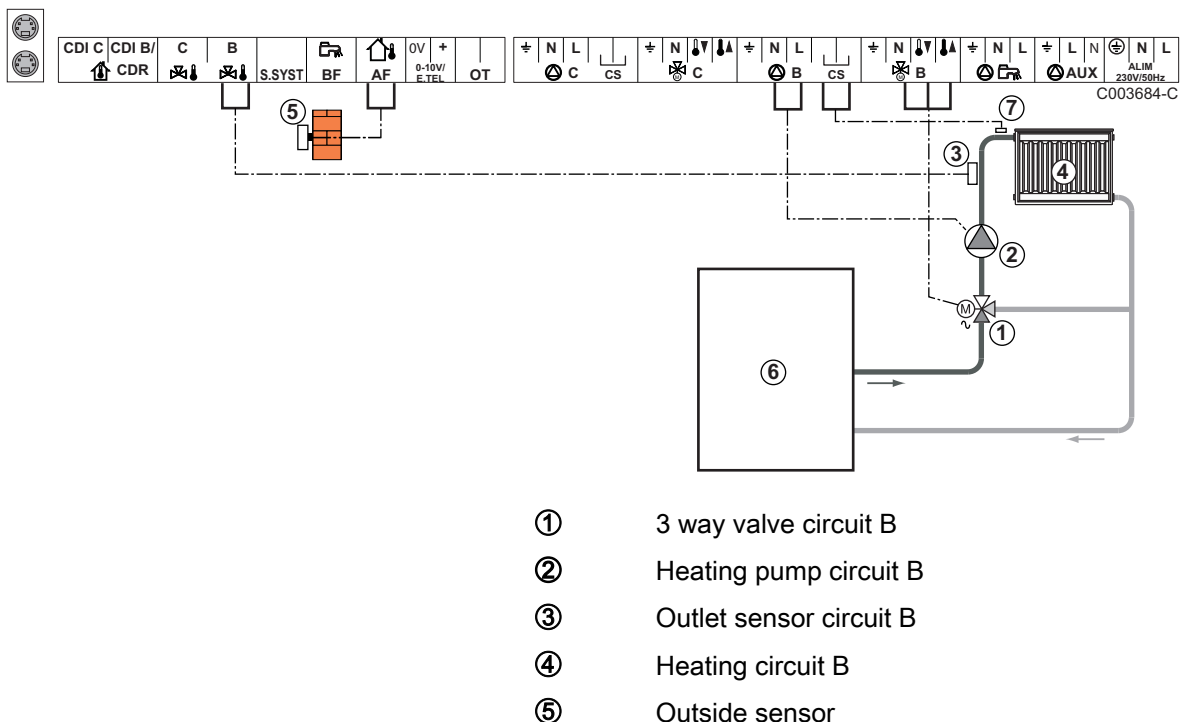 CDI C CDI B/ C B 0V + N L N N L N N L L N N L
CDR S.SYST BF AF 0-10V/ E.TEL OT C CS C B CS B AUX ALIM 230V/50Hz
C003684-C
5
7
3
4
2
M
~
1
6
① 3 way valve circuit B
② Heating pump circuit B
③ Outlet sensor circuit B
④ Heating circuit B
⑤ Outside sensor